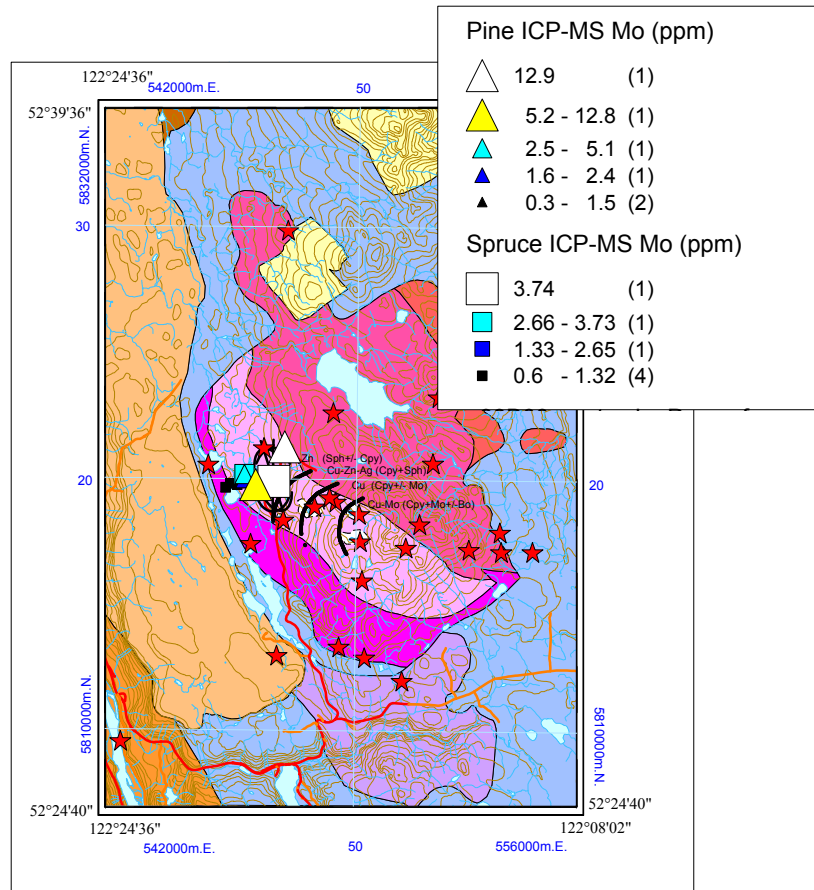 Pine ICP-MS Mo (ppm)
12.9 (1)
5.2 - 12.8 (1)
2.5 - 5.1 (1)
1.6 - 2.4 (1)
0.3 - 1.5 (2)
Spruce ICP-MS Mo (ppm)
3.74 (1)
2.66 - 3.73 (1)
1.33 - 2.65 (1)
0.6 - 1.32 (4)
122°24'36"
542000m.E.
50
52°39'36"
5832000m.N.
30
Zn (Sph+/- Cpy)
Cu-Zn-Ag (Cpy+Sph)
20
20
Cu (Cpy+/- Mo)
Cu-Mo (Cpy+Mo+/-Bo)
5810000m.N.
5810000m.N.
52°24'40"
52°24'40"
122°24'36"
122°08'02"
542000m.E.
50
556000m.E.